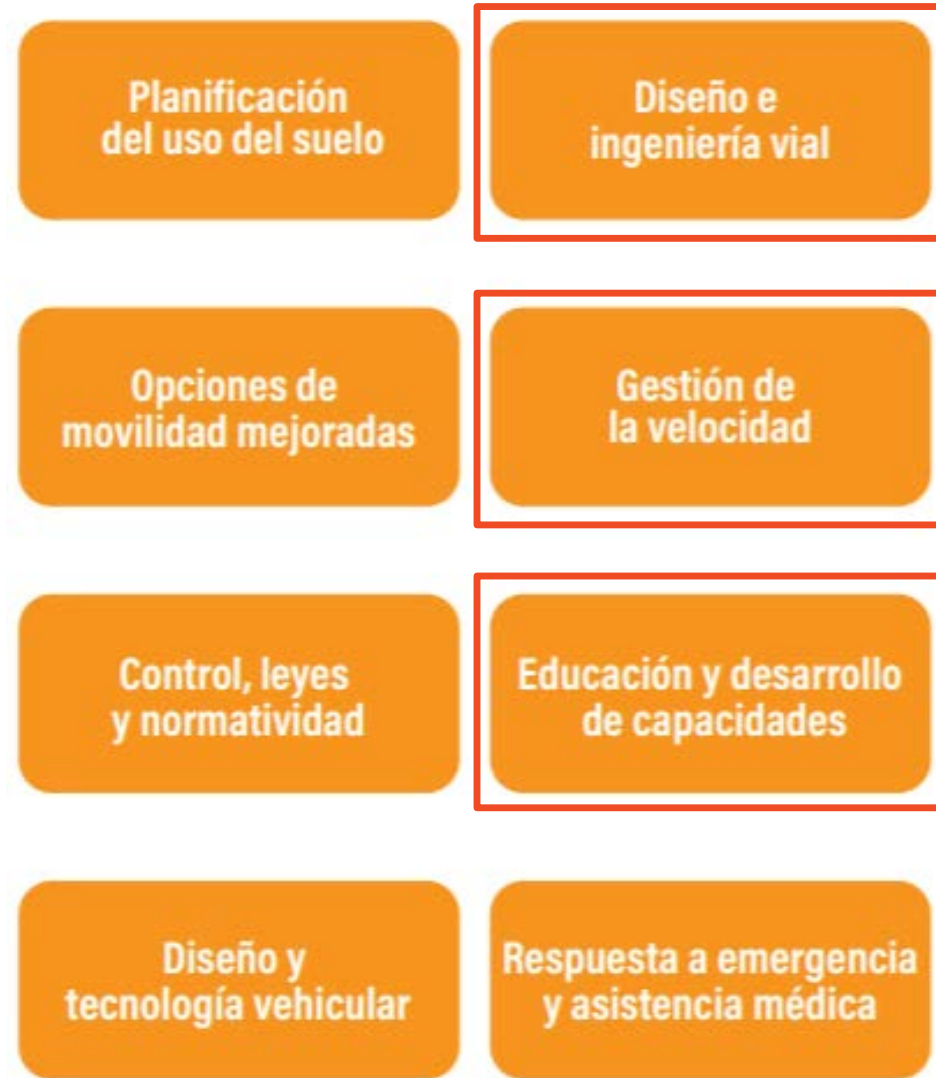 Planificación
del uso del suelo
Diseño e
ingeniería vial
Opciones de
movilidad mejoradas
Gestión de
la velocidad
Control, leyes
y normatividad
Educación y desarrollo
de capacidades
Diseño y
tecnología vehicular
Respuesta a emergencia
y asistencia médica